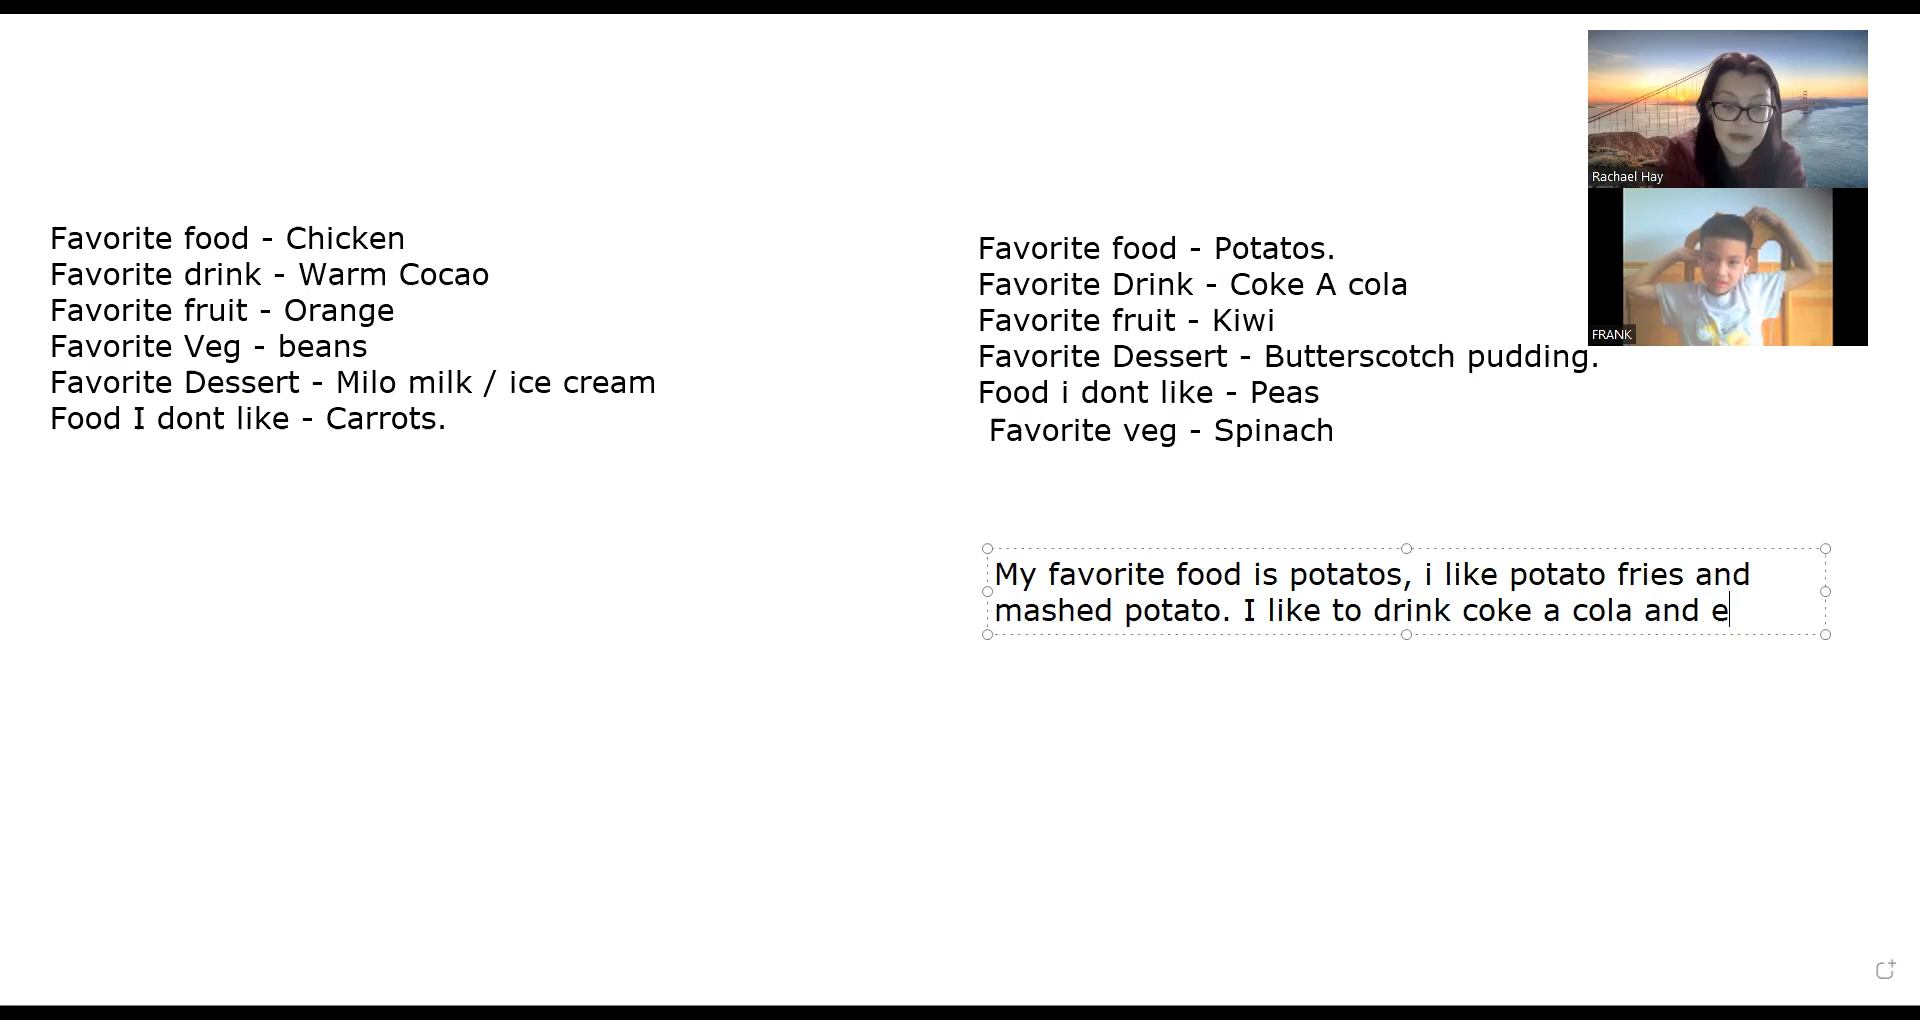 Favorite food - Chicken
Favorite drink - Warm Cocao
Favorite fruit - Orange
Favorite Veg - beans
Favorite Dessert - Milo milk / ice cream
Food I dont like - Carrots.
Favorite food - Potatos.
Favorite Drink - Coke A cola
Favorite fruit - Kiwi
Favorite Dessert - Butterscotch pudding.
Food i dont like - Peas
Favorite veg - Spinach
My favorite food is potatos, i like potato fries and
mashed potato. I like to drink coke a cola and e
Rachael Hay
FRANK